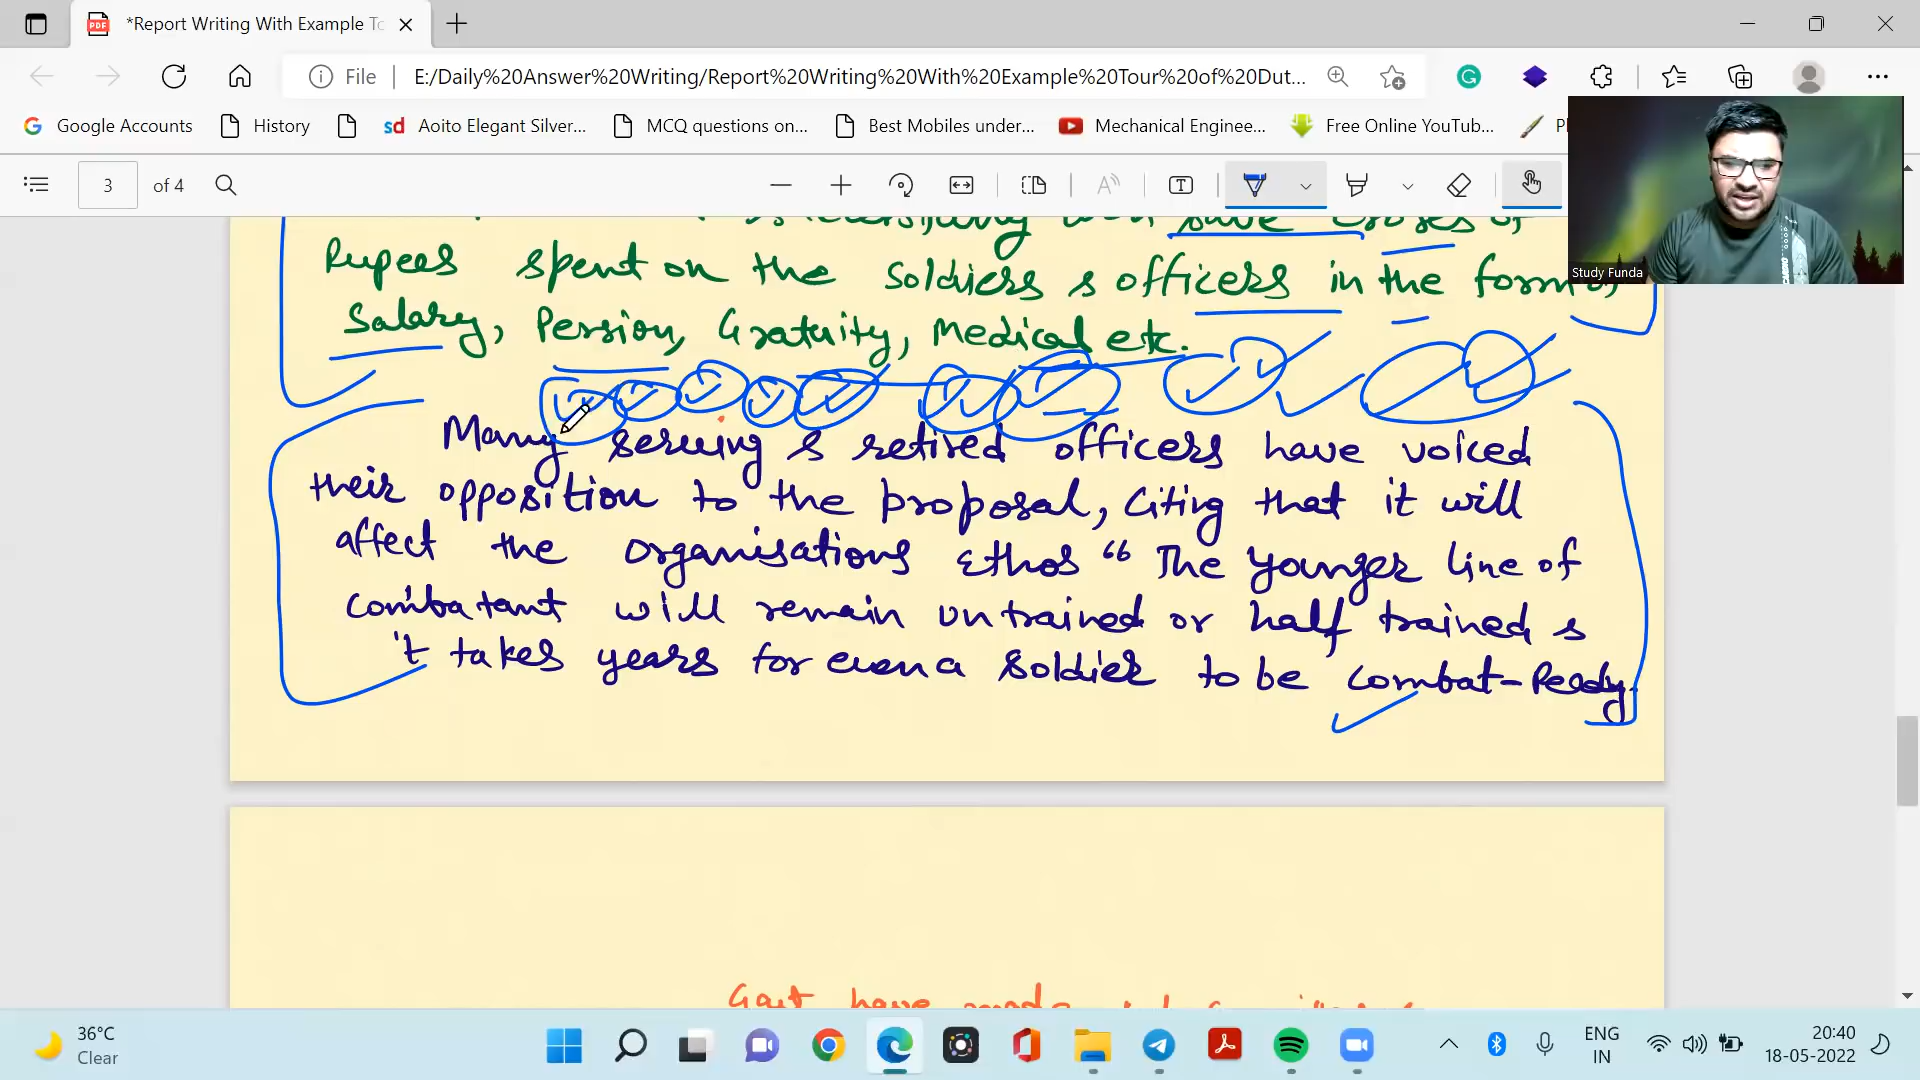 *Report Writing With Example To
File
E:/Daily%20Answer%20Writing/Report%20Writing%20With%20Example%20Tour%20of%20Dut...
Google Accounts
History
Aoito Elegant Silver...
MCQ questions on...
Best Mobiles under...
Mechanical Enginee...
Free Online YouTub...
3 of 4
Study Funda
save crores of
Rupees spent on the Soldiers & officers in the form of
Salary, Pension, Gratuity, Medical etc.
Many serving & retired officers have voiced
their opposition to the proposal, Citing that it will
affect the Organisations Ethos “ The Younger line of
combatant will remain untrained or half trained &
it takes years for even a soldier to be combat-Ready.
Govt have
36°C
Clear
ENG
IN
20:40
18-05-2022